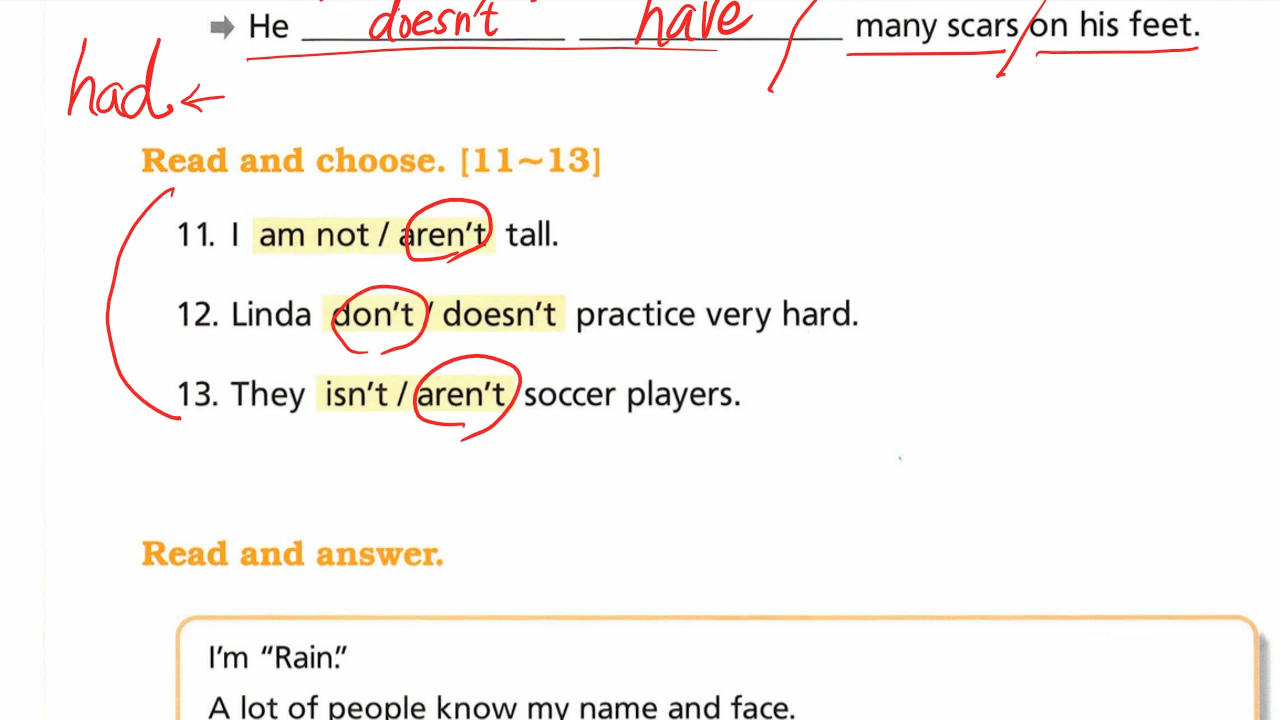 ➡ He doesn't have many scars on his feet.
had ←
Read and choose. [11~13]
11. I am not / aren't tall.
12. Linda don't / doesn't practice very hard.
13. They isn't / aren't soccer players.
Read and answer.
I'm “Rain.”
A lot of people know my name and face.